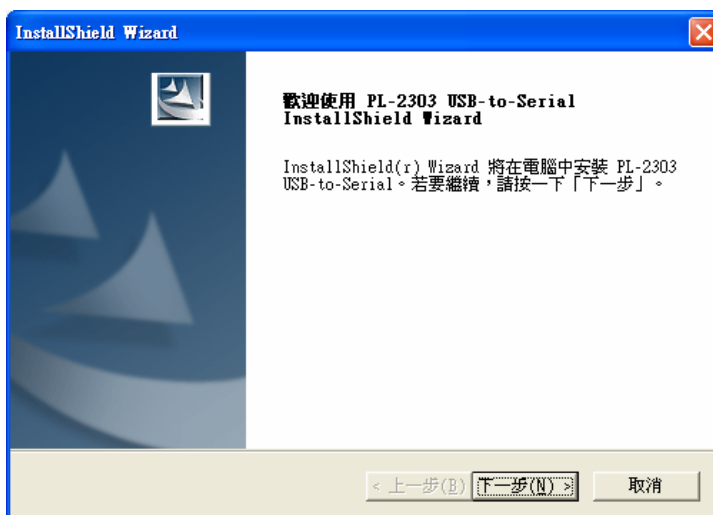 InstallShield Wizard
歡迎使用 PL-2303 USB-to-Serial
InstallShield Wizard
InstallShield(r) Wizard 將在電腦中安裝 PL-2303
USB-to-Serial。若要繼續，請按一下「下一步」。
< 上一步(B) 下一步(N) > 取消